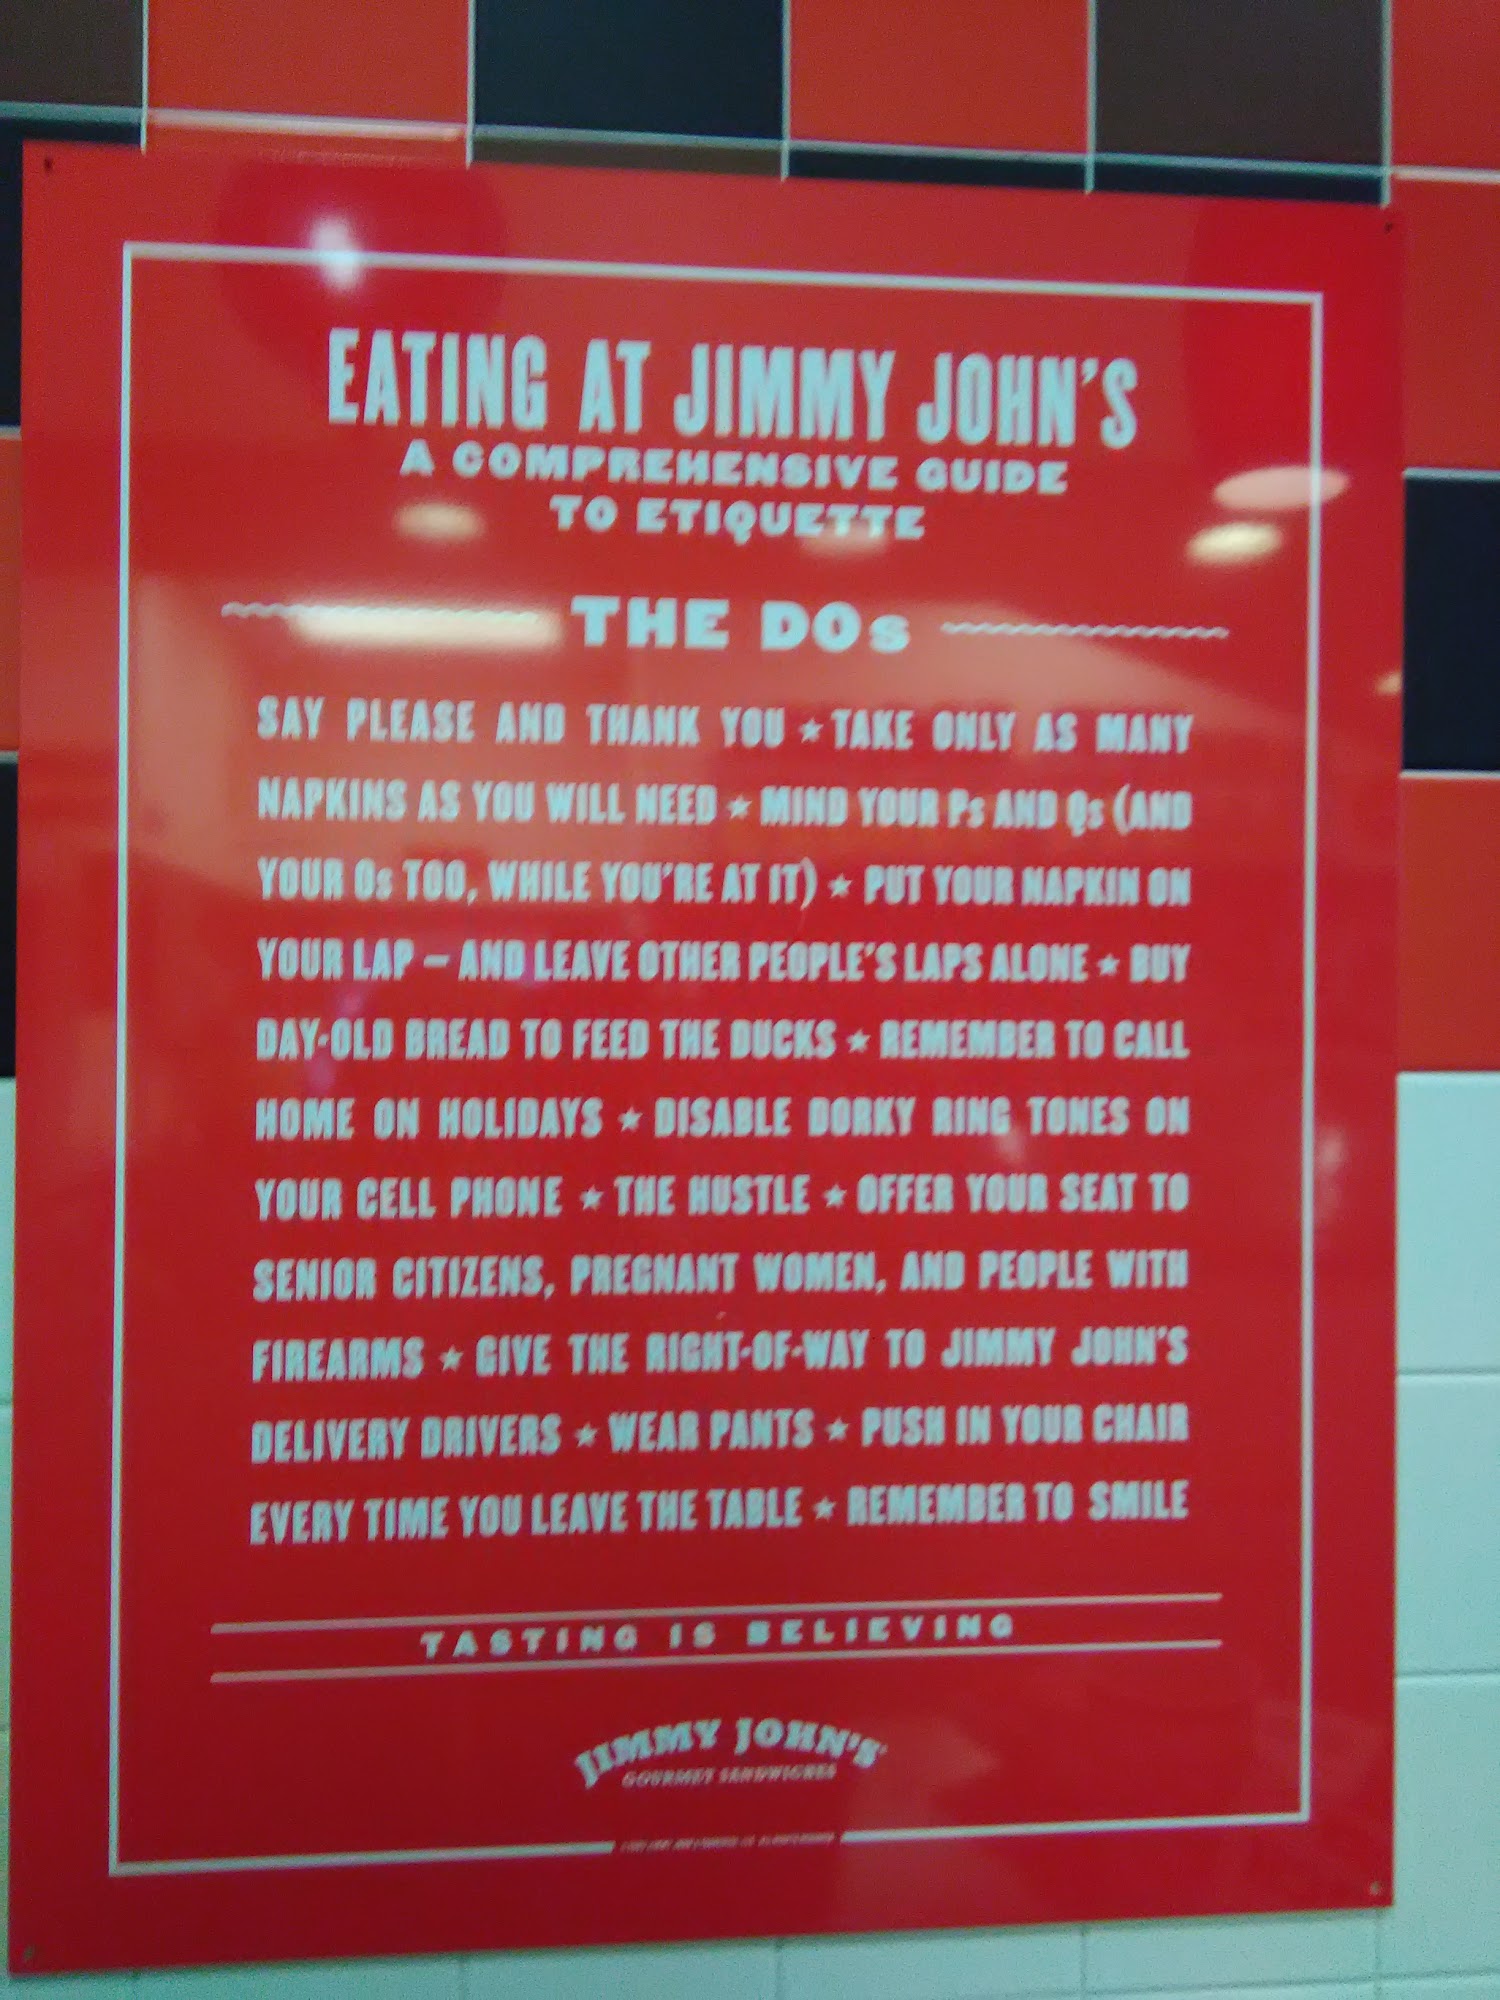 EATING AT JIMMY JOHN'S
A COMPREHENSIVE GUIDE
TO ETIQUETTE
THE DOs
SAY PLEASE AND THANK YOU ★ TAKE ONLY AS MANY
NAPKINS AS YOU WILL NEED ★ MIND YOUR Ps AND Qs (AND
YOUR Os TOO, WHILE YOU'RE AT IT) ★ PUT YOUR NAPKIN ON
YOUR LAP – AND LEAVE OTHER PEOPLE'S LAPS ALONE ★ BUY
DAY-OLD BREAD TO FEED THE DUCKS ★ REMEMBER TO CALL
HOME ON HOLIDAYS ★ DISABLE DORKY RING TONES ON
YOUR CELL PHONE ★ THE HUSTLE ★ OFFER YOUR SEAT TO
SENIOR CITIZENS, PREGNANT WOMEN, AND PEOPLE WITH
FIREARMS ★ GIVE THE RIGHT-OF-WAY TO JIMMY JOHN'S
DELIVERY DRIVERS ★ WEAR PANTS ★ PUSH IN YOUR CHAIR
EVERY TIME YOU LEAVE THE TABLE ★ REMEMBER TO SMILE
TASTING IS BELIEVING
JIMMY JOHN'S
GOURMET SANDWICHES